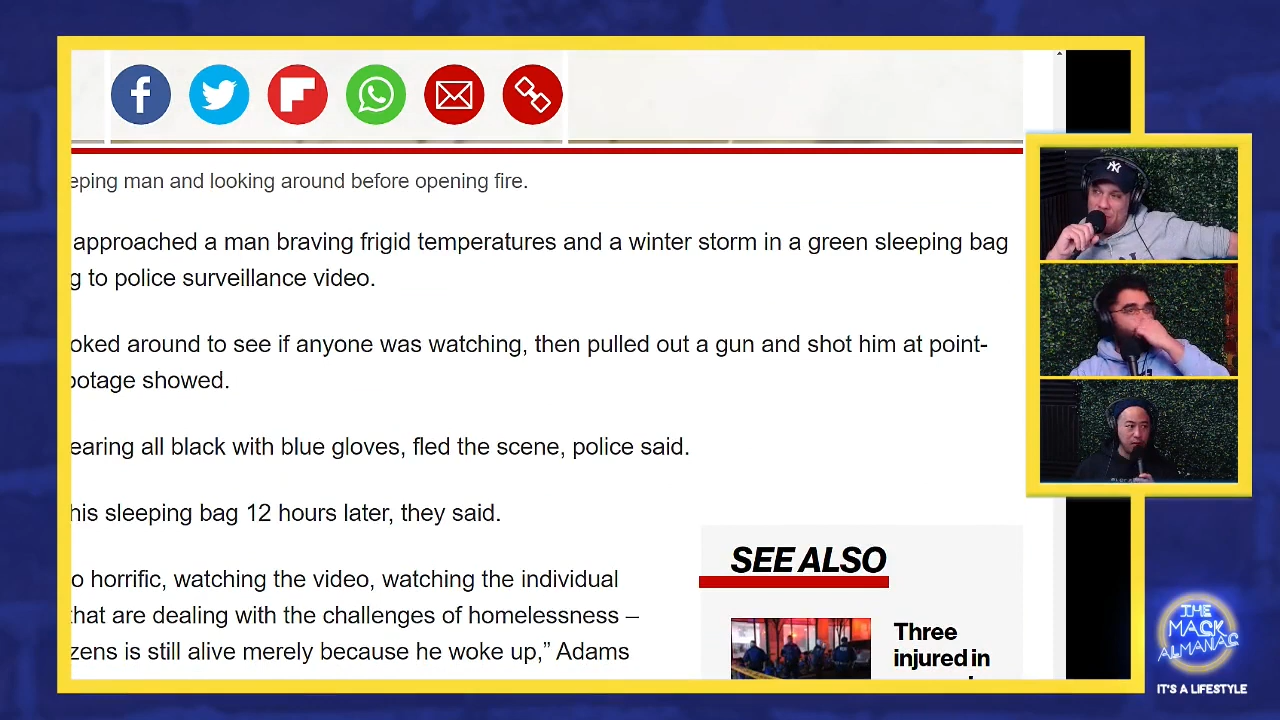 eping man and looking around before opening fire.
approached a man braving frigid temperatures and a winter storm in a green sleeping bag
g to police surveillance video.
oked around to see if anyone was watching, then pulled out a gun and shot him at point-
ootage showed.
earing all black with blue gloves, fled the scene, police said.
his sleeping bag 12 hours later, they said.
o horrific, watching the video, watching the individual
that are dealing with the challenges of homelessness –
zens is still alive merely because he woke up,” Adams
SEE ALSO
Three
injured in
THE
MACK
ALMANAC
IT'S A LIFESTYLE